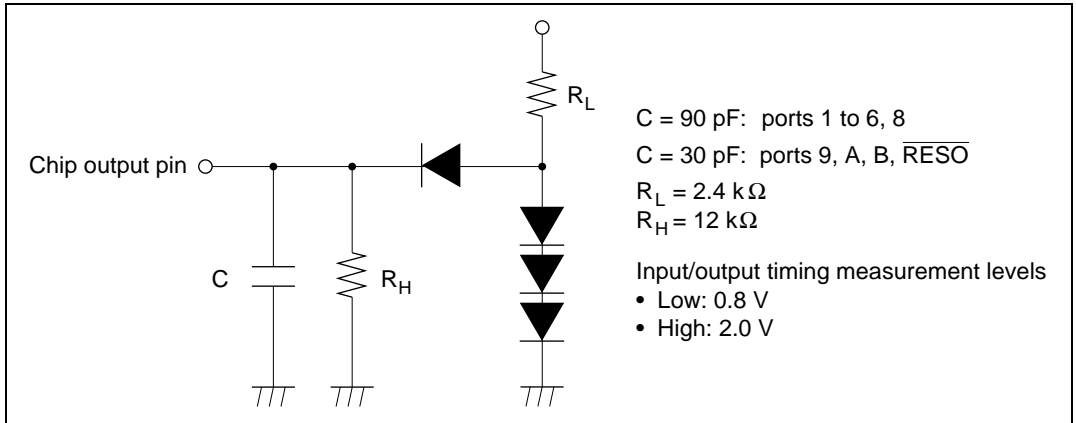 R_L
Chip output pin
C
R_H
C = 90 pF: ports 1 to 6, 8
C = 30 pF: ports 9, A, B, R̅E̅S̅O̅
R_L = 2.4 kΩ
R_H = 12 kΩ
Input/output timing measurement levels
• Low: 0.8 V
• High: 2.0 V